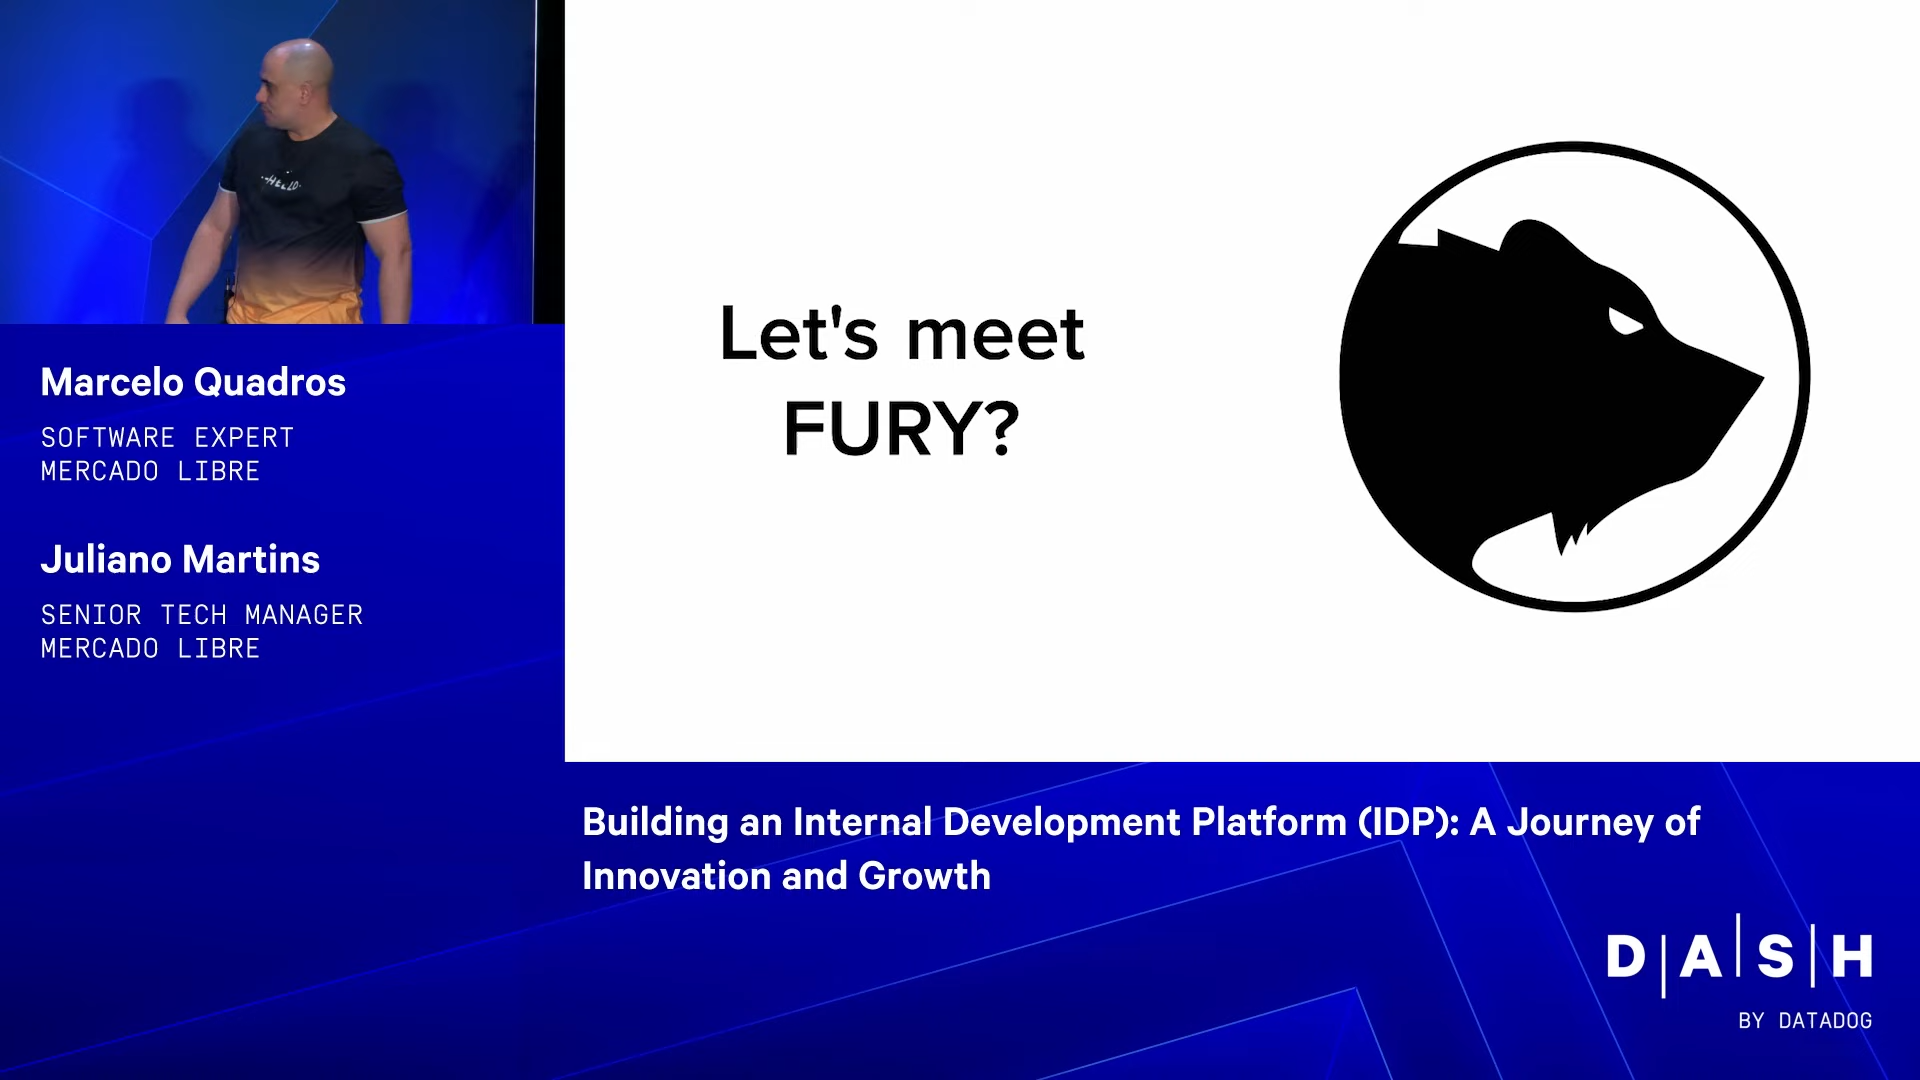 HELLO
Let's meet
FURY?
Marcelo Quadros
SOFTWARE EXPERT
MERCADO LIBRE
Juliano Martins
SENIOR TECH MANAGER
MERCADO LIBRE
Building an Internal Development Platform (IDP): A Journey of
Innovation and Growth
D|A|S|H
BY DATADOG